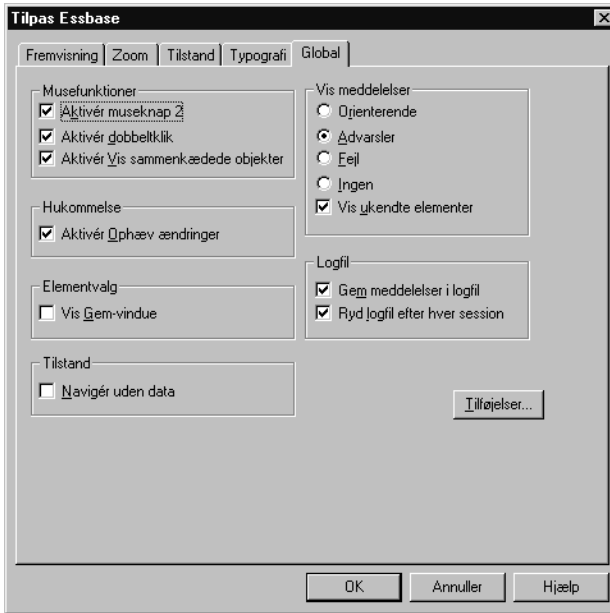 Tilpas Essbase
Fremvisning Zoom Tilstand Typografi Global
Musefunktioner
Aktivér museknap 2
Aktivér dobbeltklik
Aktivér Vis sammenkædede objekter
Hukommelse
Aktivér Ophæv ændringer
Elementvalg
Vis Gem-vindue
Tilstand
Navigér uden data
Vis meddelelser
Orienterende
Advarsler
Fejl
Ingen
Vis ukendte elementer
Logfil
Gem meddelelser i logfil
Ryd logfil efter hver session
Tilføjelser...
OK Annuller Hjælp